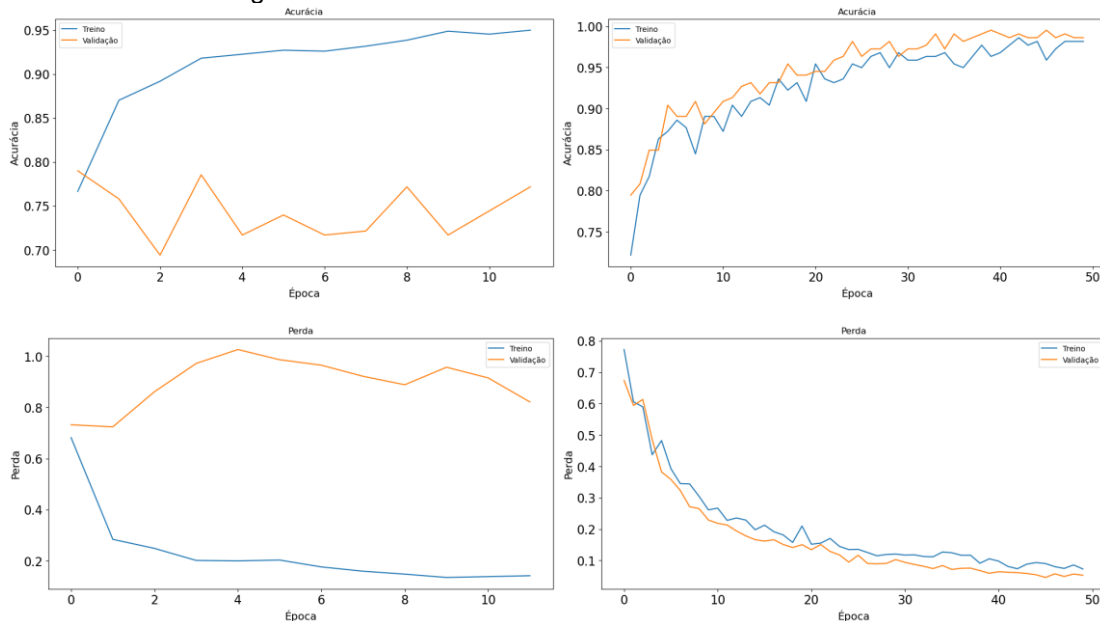 Acurácia
Treino
Validação
0.95
0.90
0.85
0.80
0.75
0.70
Acurácia
0 2 4 6 8 10
Época
Acurácia
Treino
Validação
1.00
0.95
0.90
0.85
0.80
0.75
Acurácia
0 10 20 30 40 50
Época
Perda
Treino
Validação
1.0
0.8
0.6
0.4
0.2
Perda
0 2 4 6 8 10
Época
Perda
Treino
Validação
0.8
0.7
0.6
0.5
0.4
0.3
0.2
0.1
Perda
0 10 20 30 40 50
Época